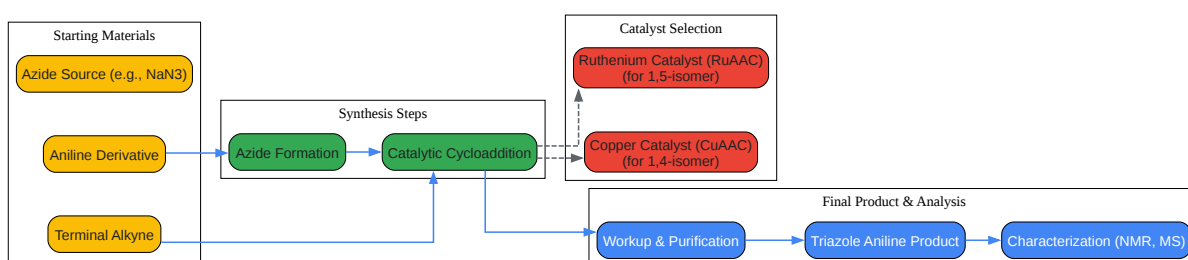 Starting Materials
Azide Source (e.g., NaN3)
Aniline Derivative
Terminal Alkyne
Synthesis Steps
Azide Formation
Catalytic Cycloaddition
Catalyst Selection
Ruthenium Catalyst (RuAAC)
(for 1,5-isomer)
Copper Catalyst (CuAAC)
(for 1,4-isomer)
Final Product & Analysis
Workup & Purification
Triazole Aniline Product
Characterization (NMR, MS)